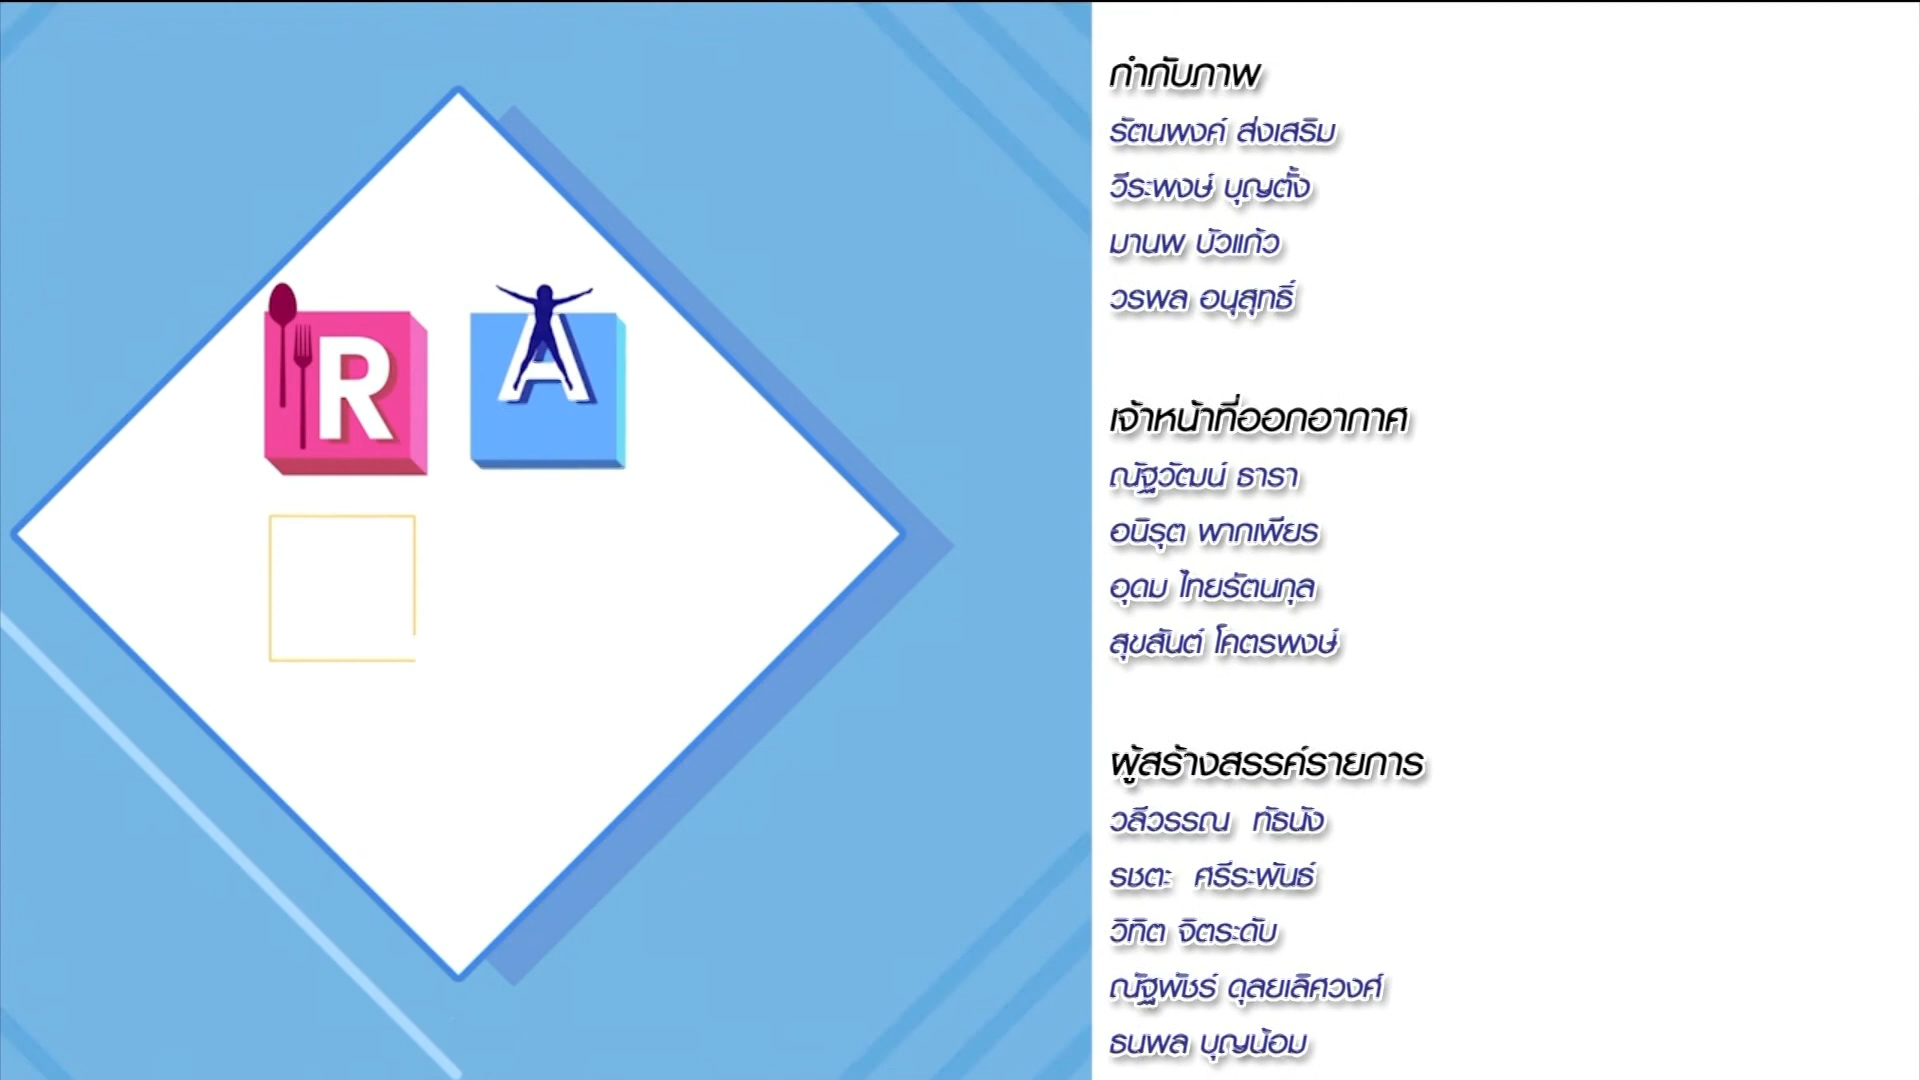 R A
กำกับภาพ
รัตนพงค์ ส่งเสริม
วีระพงษ์ บุญตั้ง
มานพ บัวแก้ว
วรพล อนุสุทธิ์
เจ้าหน้าที่ออกอากาศ
ณัฐวัฒน์ ธารา
อนิรุต พากเพียร
อุดม ไทยรัตนกุล
สุขสันต์ โคตรพงษ์
ผู้สร้างสรรค์รายการ
วลีวรรณ ทัธนัง
รชตะ ศรีระพันธ์
วิทิต จิตระดับ
ณัฐพัชร์ ดุลยเลิศวงศ์
ธนพล บุญน้อม